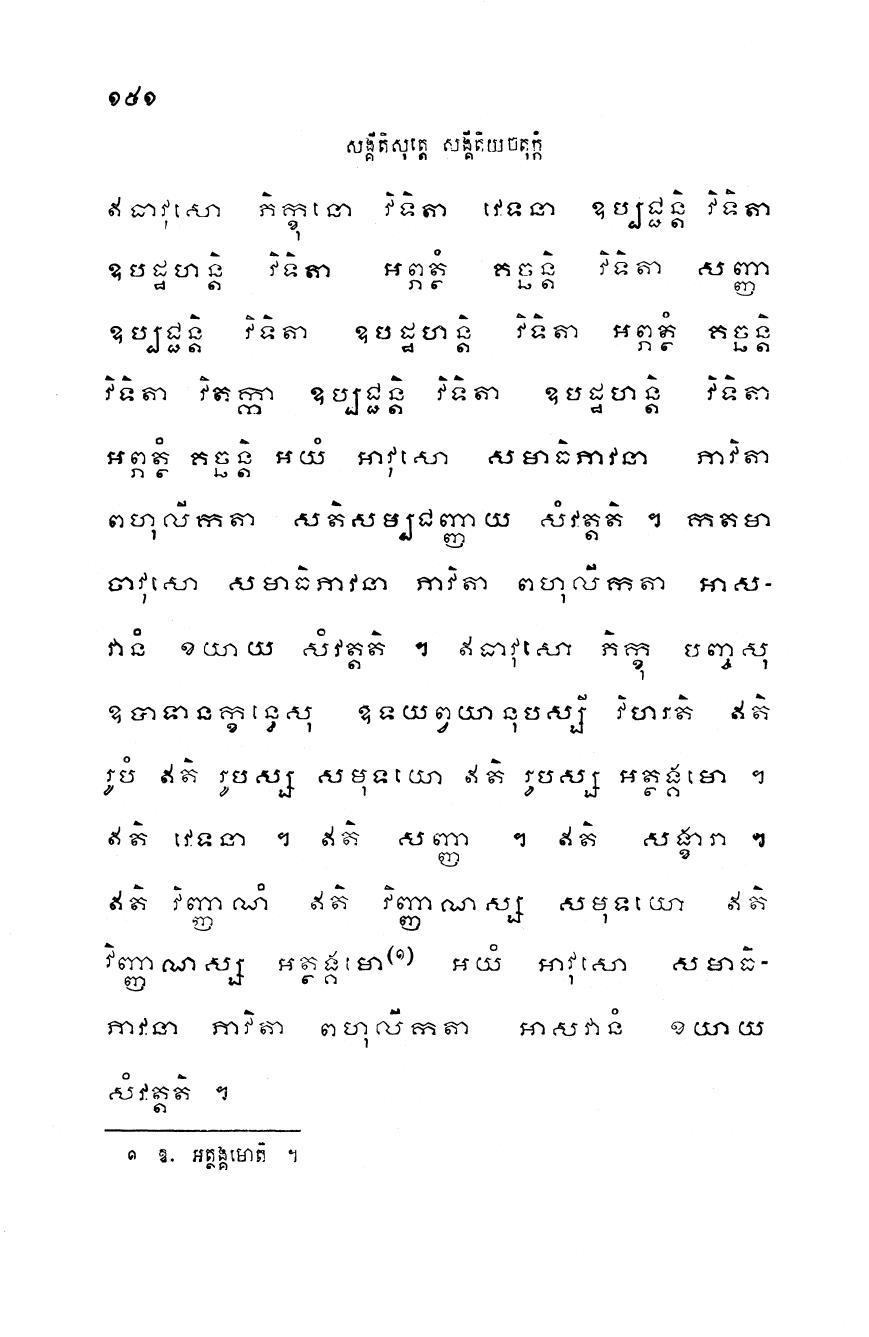 ១៩១
សង្គីតិសុត្តេ សង្គីតិយចតុក្កំ
ឥធាវុសោ ភិក្ខុនោ វិទិតា វេទនា ឧប្បជ្ជន្តិ វិទិតា
ឧបដ្ឋហន្តិ វិទិតា អព្ភត្ថំ គច្ឆន្តិ វិទិតា សញ្ញា
ឧប្បជ្ជន្តិ វិទិតា ឧបដ្ឋហន្តិ វិទិតា អព្ភត្ថំ គច្ឆន្តិ
វិទិតា វិតក្កា ឧប្បជ្ជន្តិ វិទិតា ឧបដ្ឋហន្តិ វិទិតា
អព្ភត្ថំ គច្ឆន្តិ អយំ អាវុសោ សមាធិភាវនា ភាវិតា
ពហុលីកតា សតិសម្បជញ្ញាយ សំវត្តតិ ។ កតមា
ចាវុសោ សមាធិភាវនា ភាវិតា ពហុលីកតា អាស-
វានំ ខយាយ សំវត្តតិ ។ ឥធាវុសោ ភិក្ខុ បញ្ចសុ
ឧបាទានក្ខន្ធេសុ ឧទយព្វយានុបស្សី វិហរតិ ឥតិ
រូបំ ឥតិ រូបស្ស សមុទយោ ឥតិ រូបស្ស អត្ថង្គមោ ។
ឥតិ វេទនា ។ ឥតិ សញ្ញា ។ ឥតិ សង្ខារា ។
ឥតិ វិញ្ញាណំ ឥតិ វិញ្ញាណស្ស សមុទយោ ឥតិ
វិញ្ញាណស្ស អត្ថង្គមោ(១) អយំ អាវុសោ សមាធិ-
ភាវនា ភាវិតា ពហុលីកតា អាសវានំ ខយាយ
សំវត្តតិ ។
១ ឱ. អត្ថង្គមោតិ ។